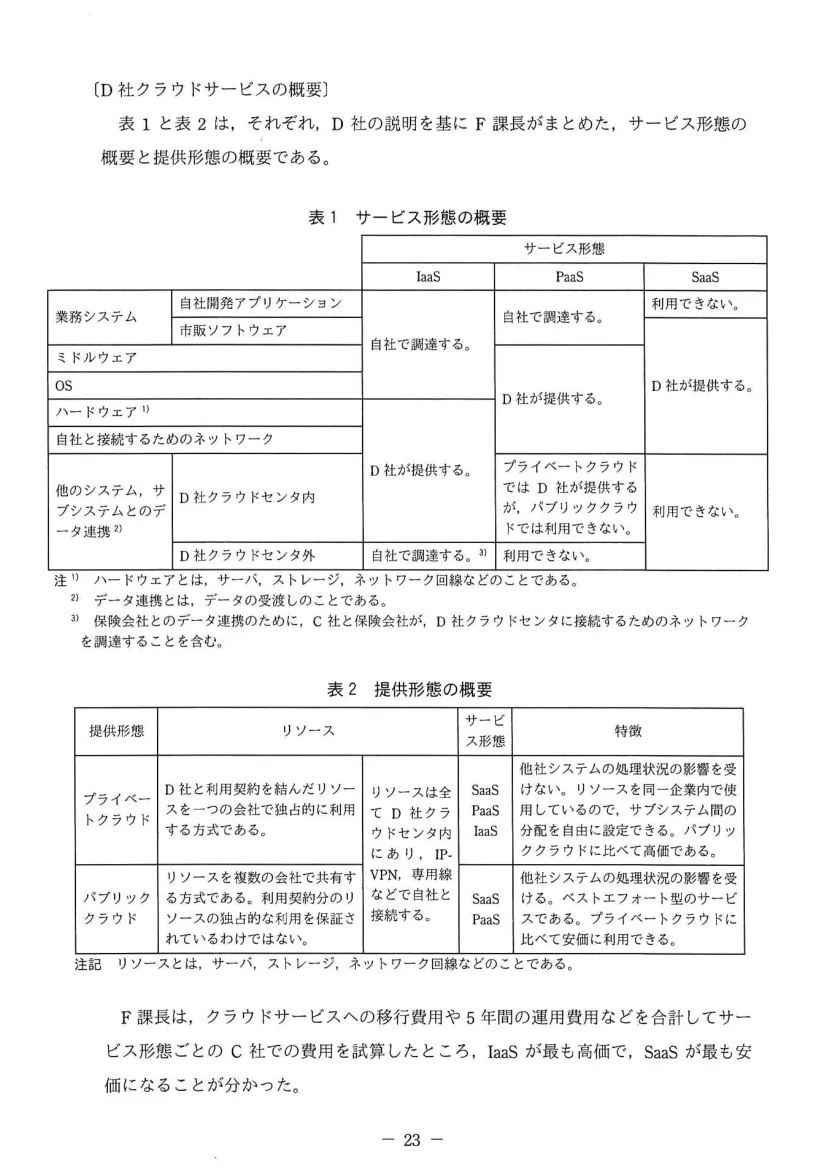 〔D 社クラウドサービスの概要〕
表 1 と表 2 は，それぞれ，D 社の説明を基に F 課長がまとめた，サービス形態の
概要と提供形態の概要である。
表 1　サービス形態の概要
サービス形態
IaaS
PaaS
SaaS
業務システム
自社開発アプリケーション
市販ソフトウェア
自社で調達する。
自社で調達する。
利用できない。
ミドルウェア
OS
ハードウェア 1)
自社と接続するためのネットワーク
D 社が提供する。
D 社が提供する。
D 社が提供する。
他のシステム，サ
ブシステムとのデ
ータ連携 2)
D 社クラウドセンタ内
プライベートクラウド
では D 社が提供する
が，パブリッククラウ
ドでは利用できない。
利用できない。
D 社クラウドセンタ外
自社で調達する。3)
利用できない。
注 1)　ハードウェアとは，サーバ，ストレージ，ネットワーク回線などのことである。
2)　データ連携とは，データの受渡しのことである。
3)　保険会社とのデータ連携のために，C 社と保険会社が，D 社クラウドセンタに接続するためのネットワーク
を調達することを含む。
表 2　提供形態の概要
提供形態
リソース
サービ
ス形態
特徴
プライベー
トクラウド
D 社と利用契約を結んだリソー
スを一つの会社で独占的に利用
する方式である。
リソースは全
て D 社クラ
ウドセンタ内
にあり，IP-
VPN，専用線
などで自社と
接続する。
SaaS
PaaS
IaaS
他社システムの処理状況の影響を受
けない。リソースを同一企業内で使
用しているので，サブシステム間の
分配を自由に設定できる。パブリッ
ククラウドに比べて高価である。
パブリック
クラウド
リソースを複数の会社で共有す
る方式である。利用契約分のリ
ソースの独占的な利用を保証さ
れているわけではない。
SaaS
PaaS
他社システムの処理状況の影響を受
ける。ベストエフォート型のサービ
スである。プライベートクラウドに
比べて安価に利用できる。
注記　リソースとは，サーバ，ストレージ，ネットワーク回線などのことである。
F 課長は，クラウドサービスへの移行費用や 5 年間の運用費用などを合計してサー
ビス形態ごとの C 社での費用を試算したところ，IaaS が最も高価で，SaaS が最も安
価になることが分かった。
－ 23 －